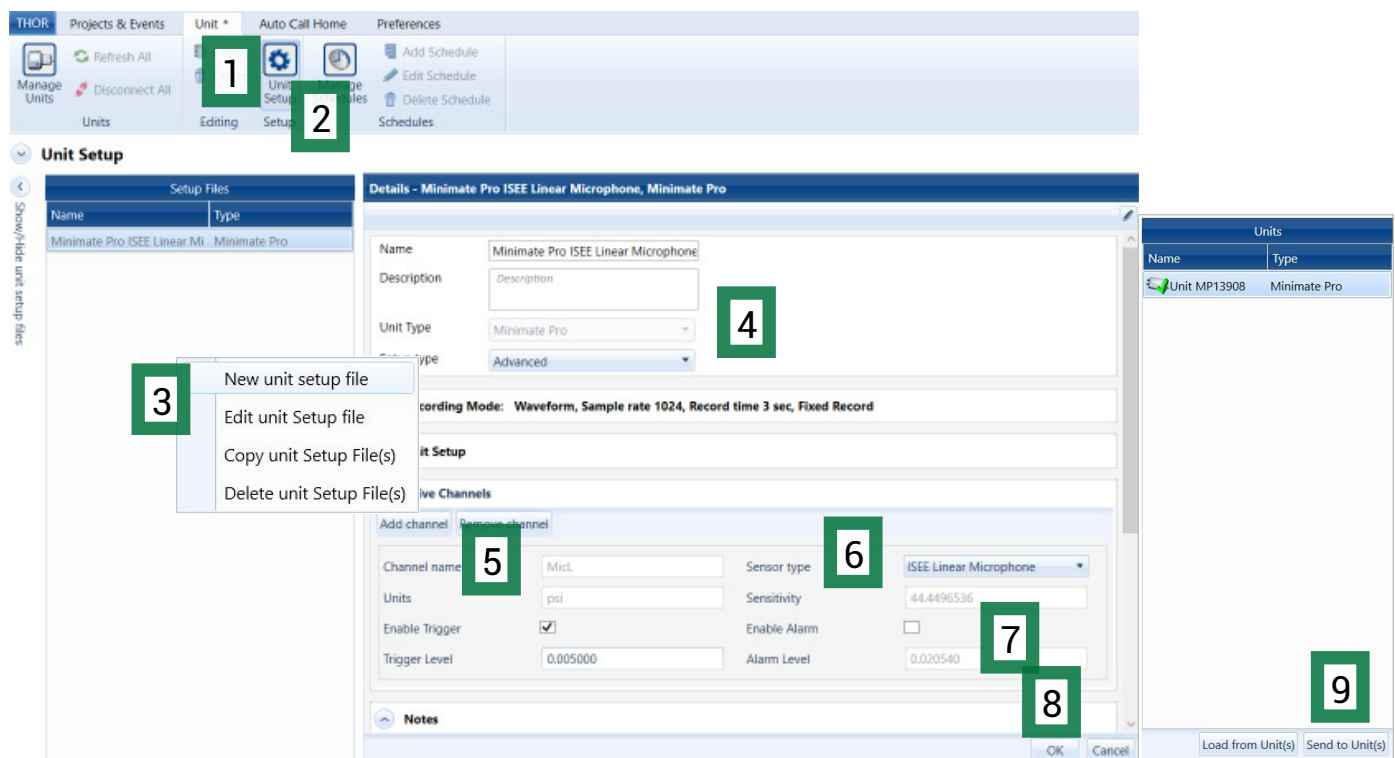 THOR Projects & Events Unit * Auto Call Home Preferences
1
2
Manage Units
Refresh All
Disconnect All
Units
Editing
Unit Setup
Setup
Manage
Add Schedule
Edit Schedule
Delete Schedule
Schedules
Unit Setup
Show/Hide unit setup files
Setup Files
Name Type
Minimate Pro ISEE Linear Mi Minimate Pro
3
New unit setup file
Edit unit Setup file
Copy unit Setup File(s)
Delete unit Setup File(s)
Details - Minimate Pro ISEE Linear Microphone, Minimate Pro
Name Minimate Pro ISEE Linear Microphone
Description Description
4
Unit Type Minimate Pro
Advanced
Mode: Waveform, Sample rate 1024, Record time 3 sec, Fixed Record
Setup
Channels
Add channel Remove channel
5
6
Channel name MicL Sensor type ISEE Linear Microphone
Units psi Sensitivity 44.4496536
Enable Trigger Enable Alarm
7
Trigger Level 0.005000 Alarm Level 0.020540
8
Notes
OK Cancel
Units
Name Type
Unit MP13908 Minimate Pro
9
Load from Unit(s) Send to Unit(s)